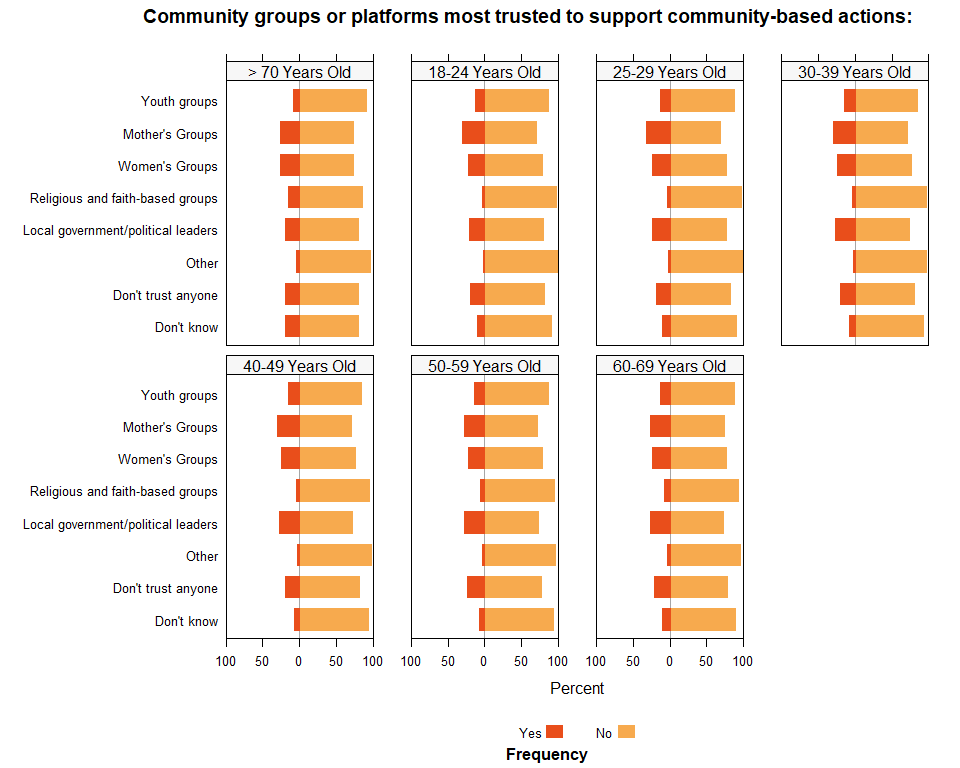 Community groups or platforms most trusted to support community-based actions:
> 70 Years Old
18-24 Years Old
25-29 Years Old
30-39 Years Old
Youth groups
Mother's Groups
Women's Groups
Religious and faith-based groups
Local government/political leaders
Other
Don't trust anyone
Don't know
40-49 Years Old
50-59 Years Old
60-69 Years Old
Youth groups
Mother's Groups
Women's Groups
Religious and faith-based groups
Local government/political leaders
Other
Don't trust anyone
Don't know
100 50 0 50 100 100 50 0 50 100 100 50 0 50 100
Percent
Yes No
Frequency